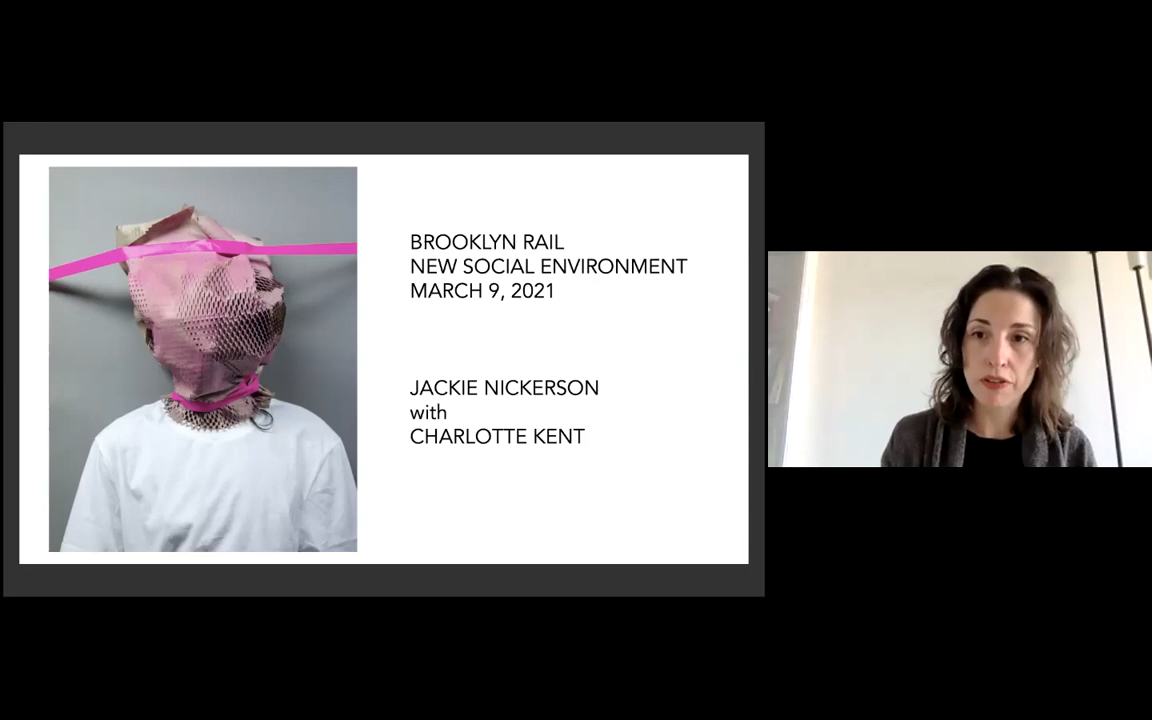 BROOKLYN RAIL
NEW SOCIAL ENVIRONMENT
MARCH 9, 2021
JACKIE NICKERSON
with
CHARLOTTE KENT